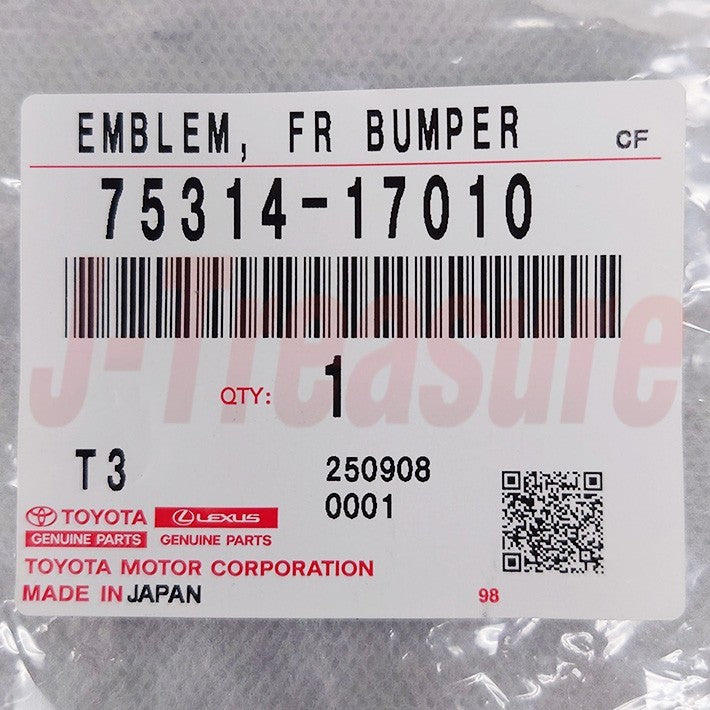 EMBLEM, FR BUMPER CF
75314-17010
J-Treasure
QTY: 1
T3 250908
0001
TOYOTA LEXUS
GENUINE PARTS GENUINE PARTS
TOYOTA MOTOR CORPORATION
MADE IN JAPAN 98